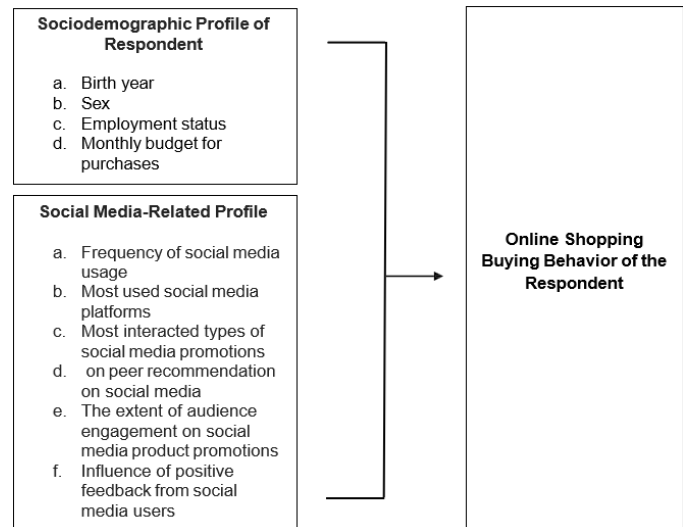 Sociodemographic Profile of
Respondent
a. Birth year
b. Sex
c. Employment status
d. Monthly budget for
purchases
Social Media-Related Profile
a. Frequency of social media
usage
b. Most used social media
platforms
c. Most interacted types of
social media promotions
d. on peer recommendation
on social media
e. The extent of audience
engagement on social
media product promotions
f. Influence of positive
feedback from social
media users
Online Shopping
Buying Behavior of the
Respondent